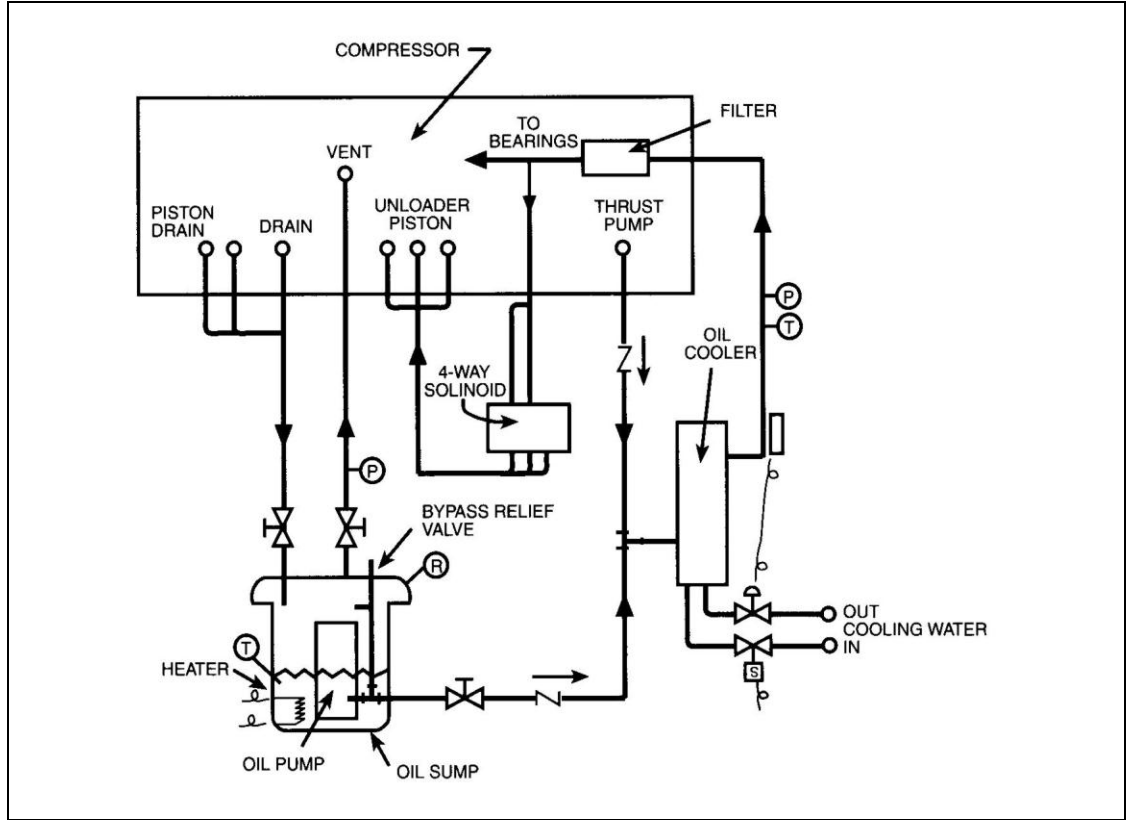 COMPRESSOR
FILTER
TO
BEARINGS
VENT
PISTON
DRAIN
DRAIN
UNLOADER
PISTON
THRUST
PUMP
P
T
OIL
COOLER
4-WAY
SOLINOID
P
BYPASS RELIEF
VALVE
R
OUT
COOLING WATER
IN
T
HEATER
S
OIL PUMP
OIL SUMP